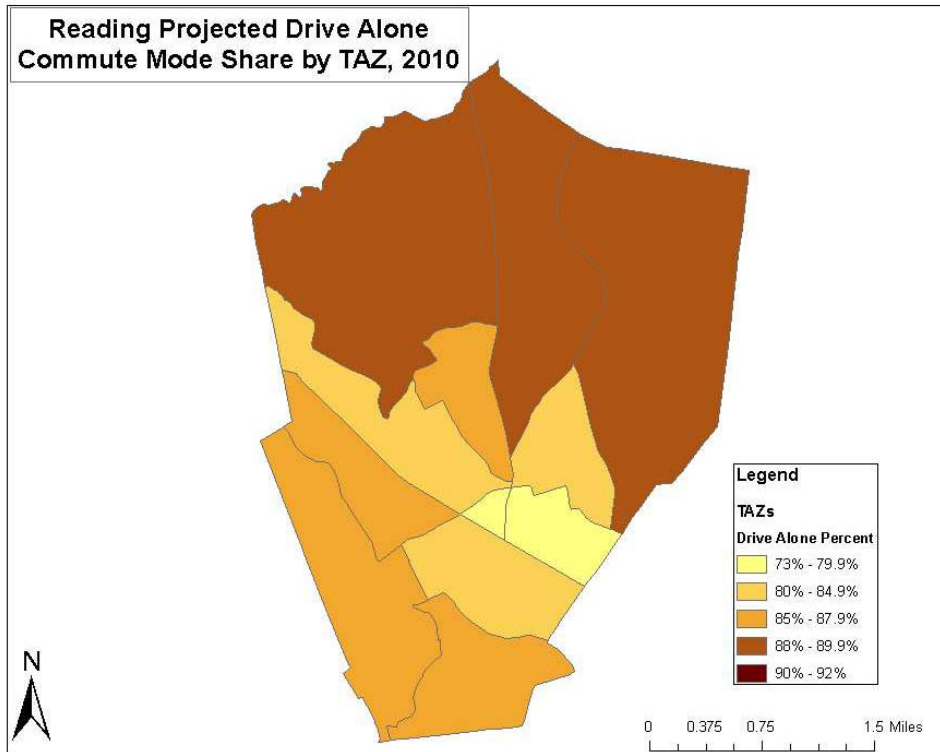 Reading Projected Drive Alone
Commute Mode Share by TAZ, 2010
Legend
TAZs
Drive Alone Percent
73% - 79.9%
80% - 84.9%
85% - 87.9%
88% - 89.9%
90% - 92%
N
0 0.375 0.75 1.5 Miles